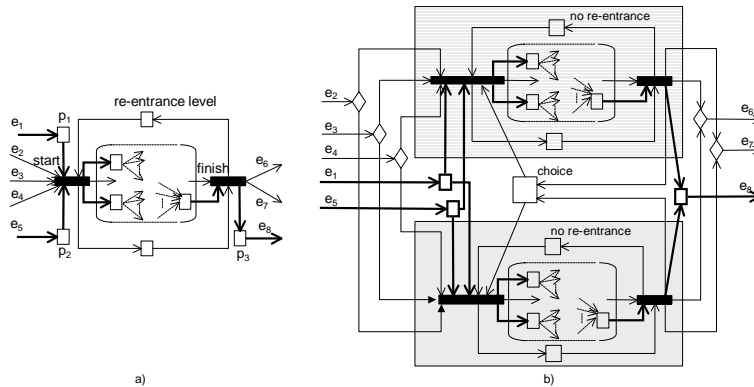 e1
p1
re-entrance level
e2
start
finish
e6
e3
e4
e7
e5
e8
p2
p3
a)
no re-entrance
e2
e6
e3
e7
e4
e1
choice
e5
e8
no re-entrance
b)